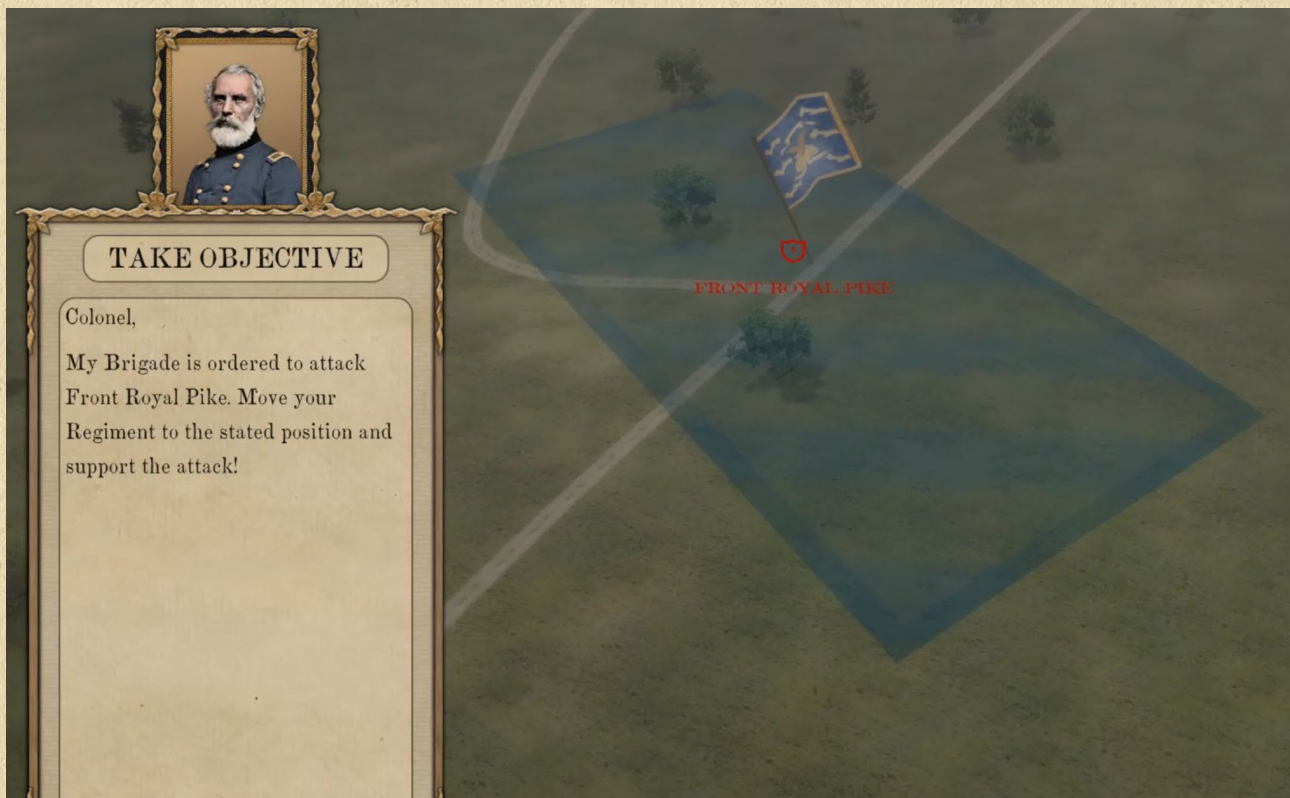 TAKE OBJECTIVE
Colonel,
My Brigade is ordered to attack
Front Royal Pike. Move your
Regiment to the stated position and
support the attack!
FRONT ROYAL PIKE